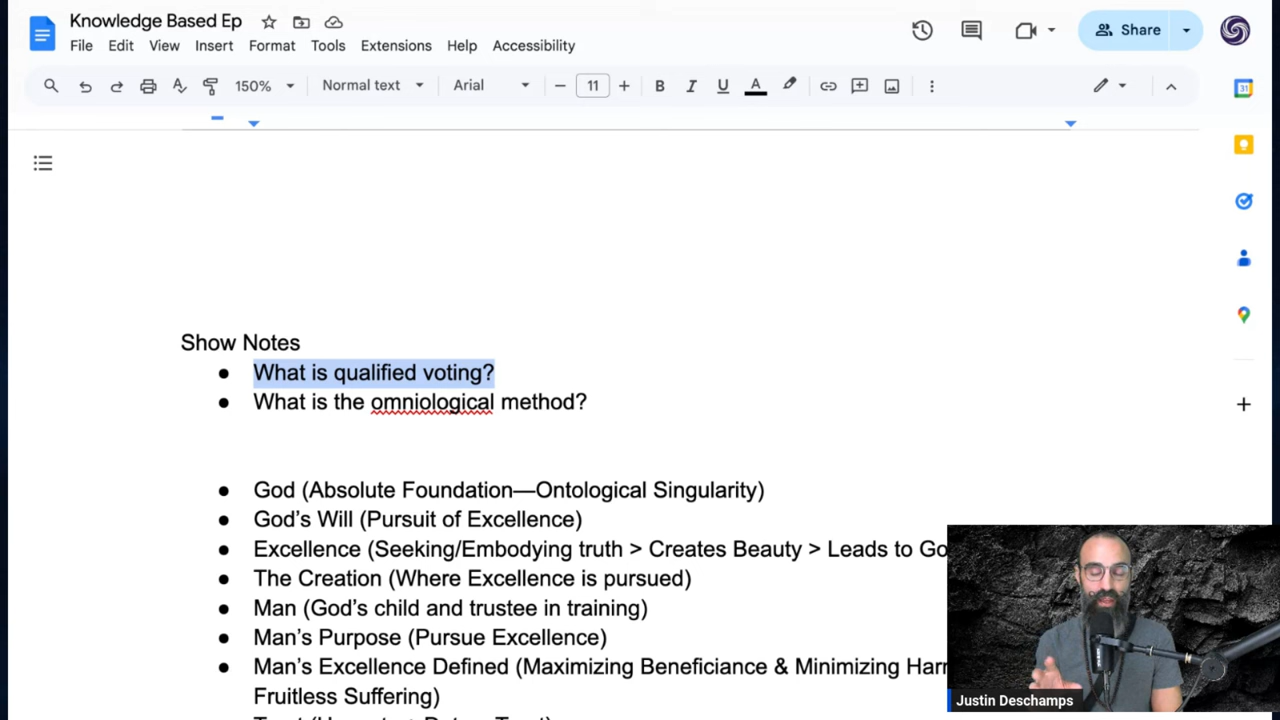 Knowledge Based Ep
File Edit View Insert Format Tools Extensions Help Accessibility
Share
150% Normal text Arial 11 B I U A
31
Show Notes
What is qualified voting?
What is the omniological method?
God (Absolute Foundation—Ontological Singularity)
God’s Will (Pursuit of Excellence)
Excellence (Seeking/Embodying truth > Creates Beauty > Leads to Go
The Creation (Where Excellence is pursued)
Man (God’s child and trustee in training)
Man’s Purpose (Pursue Excellence)
Man’s Excellence Defined (Maximizing Beneficiance & Minimizing Harm
Fruitless Suffering)
Justin Deschamps